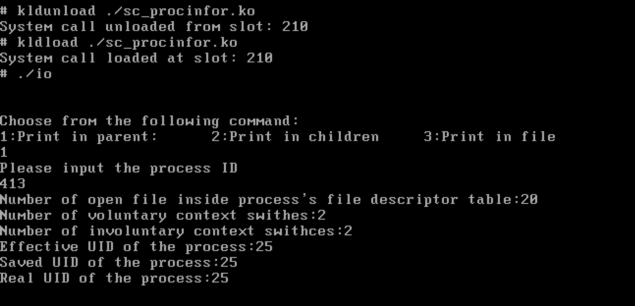 # kldunload ./sc_procinfor.ko
System call unloaded from slot: 210
# kldload ./sc_procinfor.ko
System call loaded at slot: 210
# ./io
Choose from the following command:
1:Print in parent: 2:Print in children 3:Print in file
1
Please input the process ID
413
Number of open file inside process's file descriptor table:20
Number of voluntary context swithes:2
Number of involuntary context swithces:2
Effective UID of the process:25
Saved UID of the process:25
Real UID of the process:25